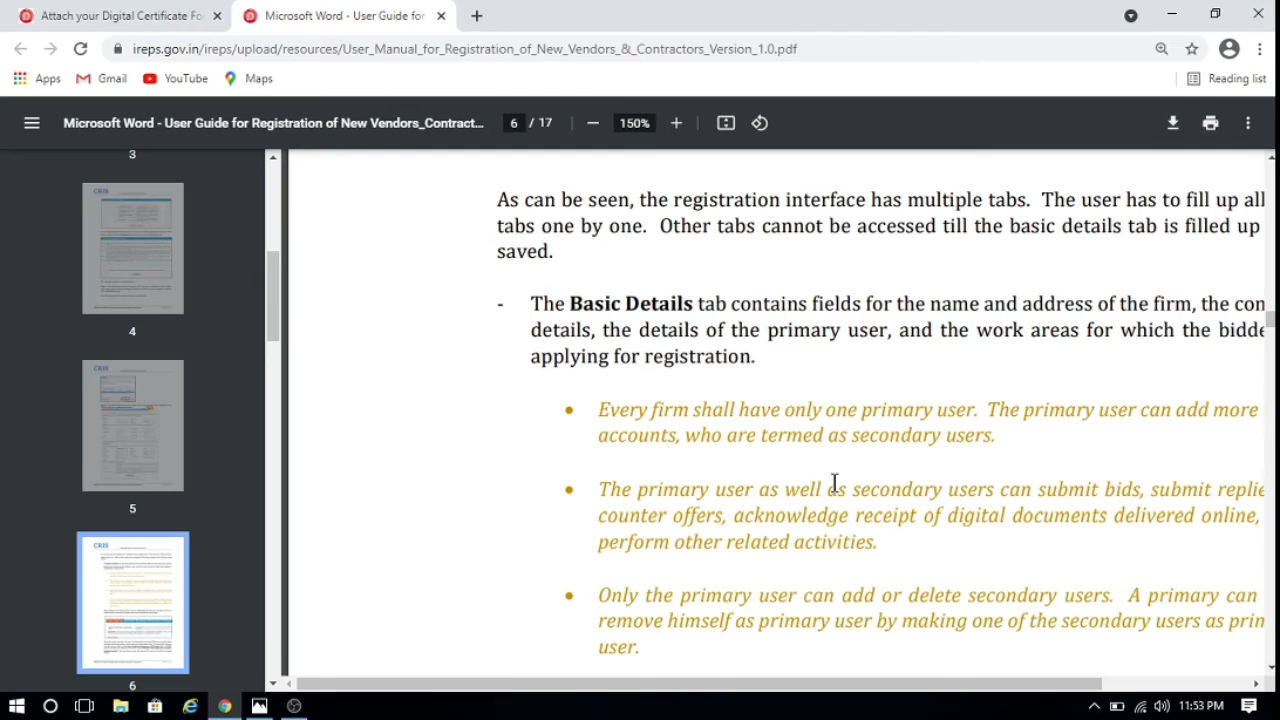 Attach your Digital Certificate Fo
Microsoft Word - User Guide for
ireps.gov.in/ireps/upload/resources/User_Manual_for_Registration_of_New_Vendors_&_Contractors_Version_1.0.pdf
Apps Gmail YouTube Maps Reading list
Microsoft Word - User Guide for Registration of New Vendors_Contract... 6 / 17 150%
3
CRIS
4
5
CRIS
6
As can be seen, the registration interface has multiple tabs. The user has to fill up all
tabs one by one. Other tabs cannot be accessed till the basic details tab is filled up
saved.
- The Basic Details tab contains fields for the name and address of the firm, the con
details, the details of the primary user, and the work areas for which the bidde
applying for registration.
• Every firm shall have only one primary user. The primary user can add more
accounts, who are termed as secondary users.
• The primary user as well as secondary users can submit bids, submit replie
counter offers, acknowledge receipt of digital documents delivered online,
perform other related activities.
• Only the primary user can add or delete secondary users. A primary can
remove himself as primary user by making one of the secondary users as prin
user.
11:53 PM